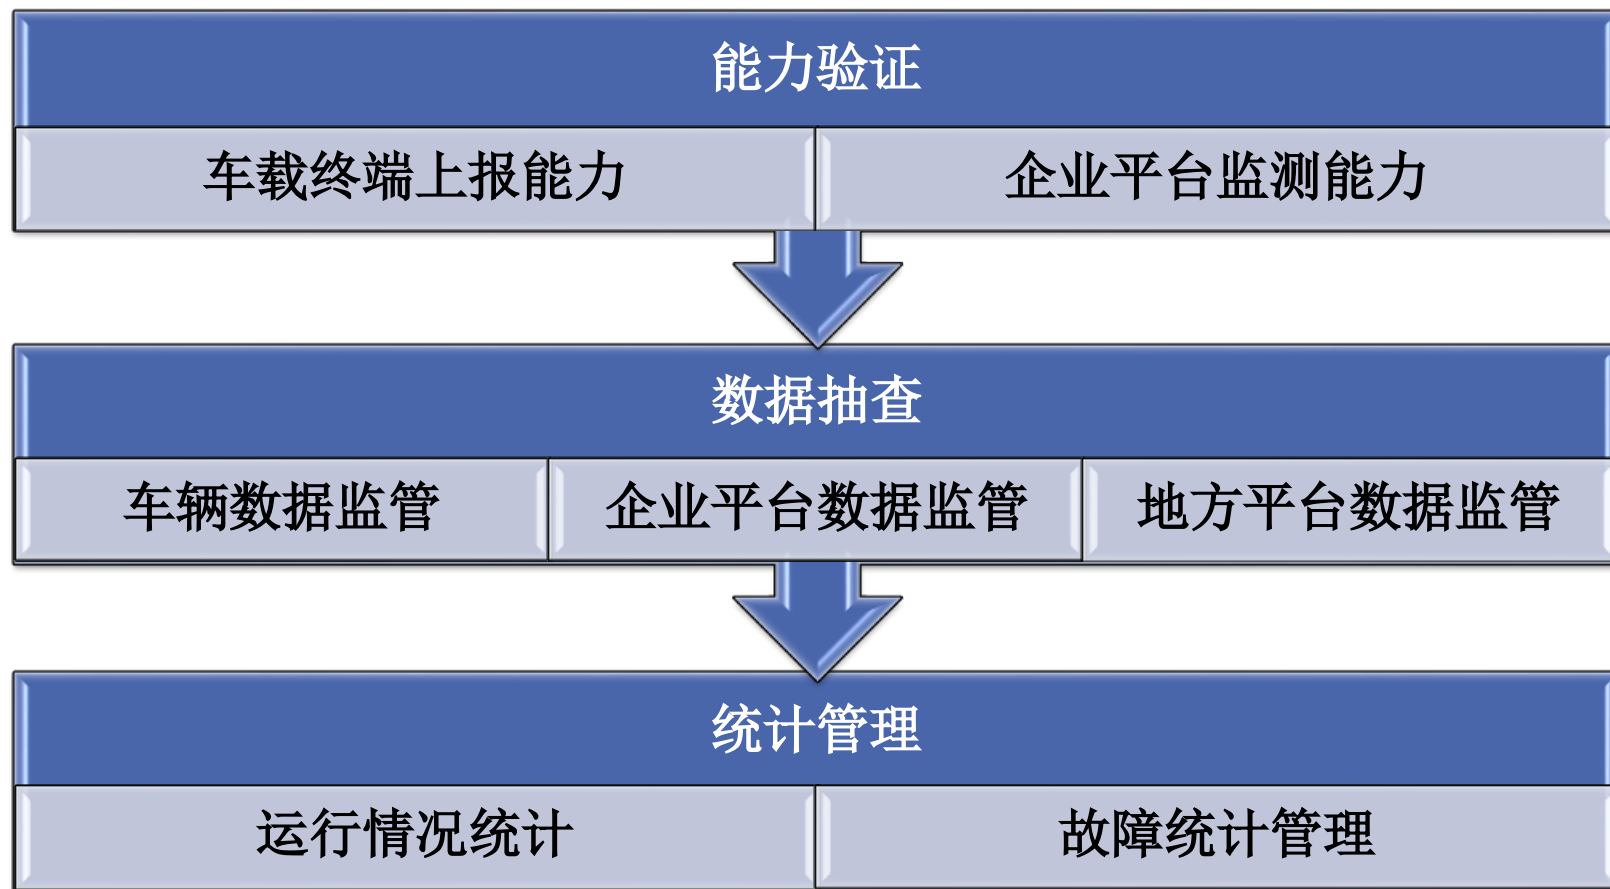 能力验证
车载终端上报能力
企业平台监测能力
数据抽查
车辆数据监管
企业平台数据监管
地方平台数据监管
统计管理
运行情况统计
故障统计管理